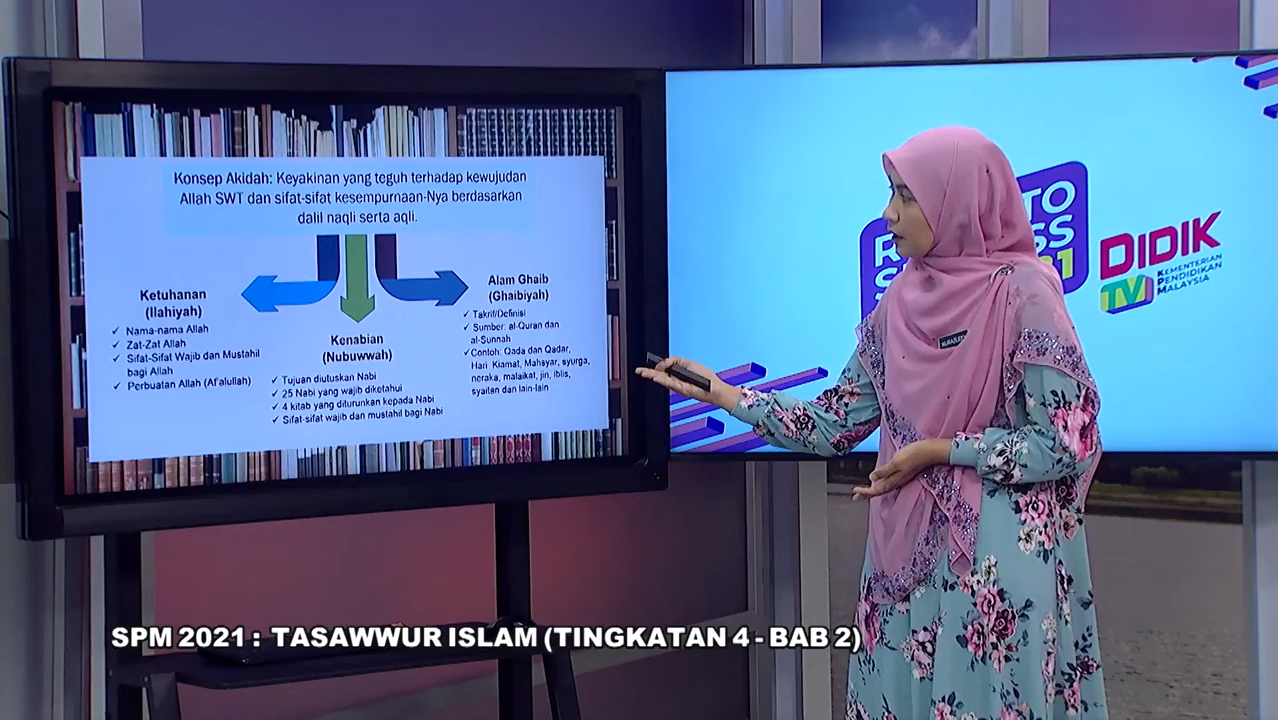 Konsep Akidah: Keyakinan yang teguh terhadap kewujudan
Allah SWT dan sifat-sifat kesempurnaan-Nya berdasarkan
dalil naqli serta aqli.
Ketuhanan
(Ilahiyah)
✓ Nama-nama Allah
✓ Zat-Zat Allah
✓ Sifat-Sifat Wajib dan Mustahil
bagi Allah
✓ Perbuatan Allah (Af'alullah)
Kenabian
(Nubuwwah)
✓ Tujuan diutuskan Nabi
✓ 25 Nabi yang wajib diketahui
✓ 4 kitab yang diturunkan kepada Nabi
✓ Sifat-sifat wajib dan mustahil bagi Nabi
Alam Ghaib
(Ghaibiyah)
✓ Takrif/Definisi
✓ Sumber: al-Quran dan
al-Sunnah
✓ Contoh: Qada dan Qadar,
Hari Kiamat, Mahsyar, syurga,
neraka, malaikat, jin, iblis,
syaitan dan lain-lain
TO
DIDIK
TV
KEMENTERIAN
PENDIDIKAN
MALAYSIA
SPM 2021 : TASAWWUR ISLAM (TINGKATAN 4 - BAB 2)